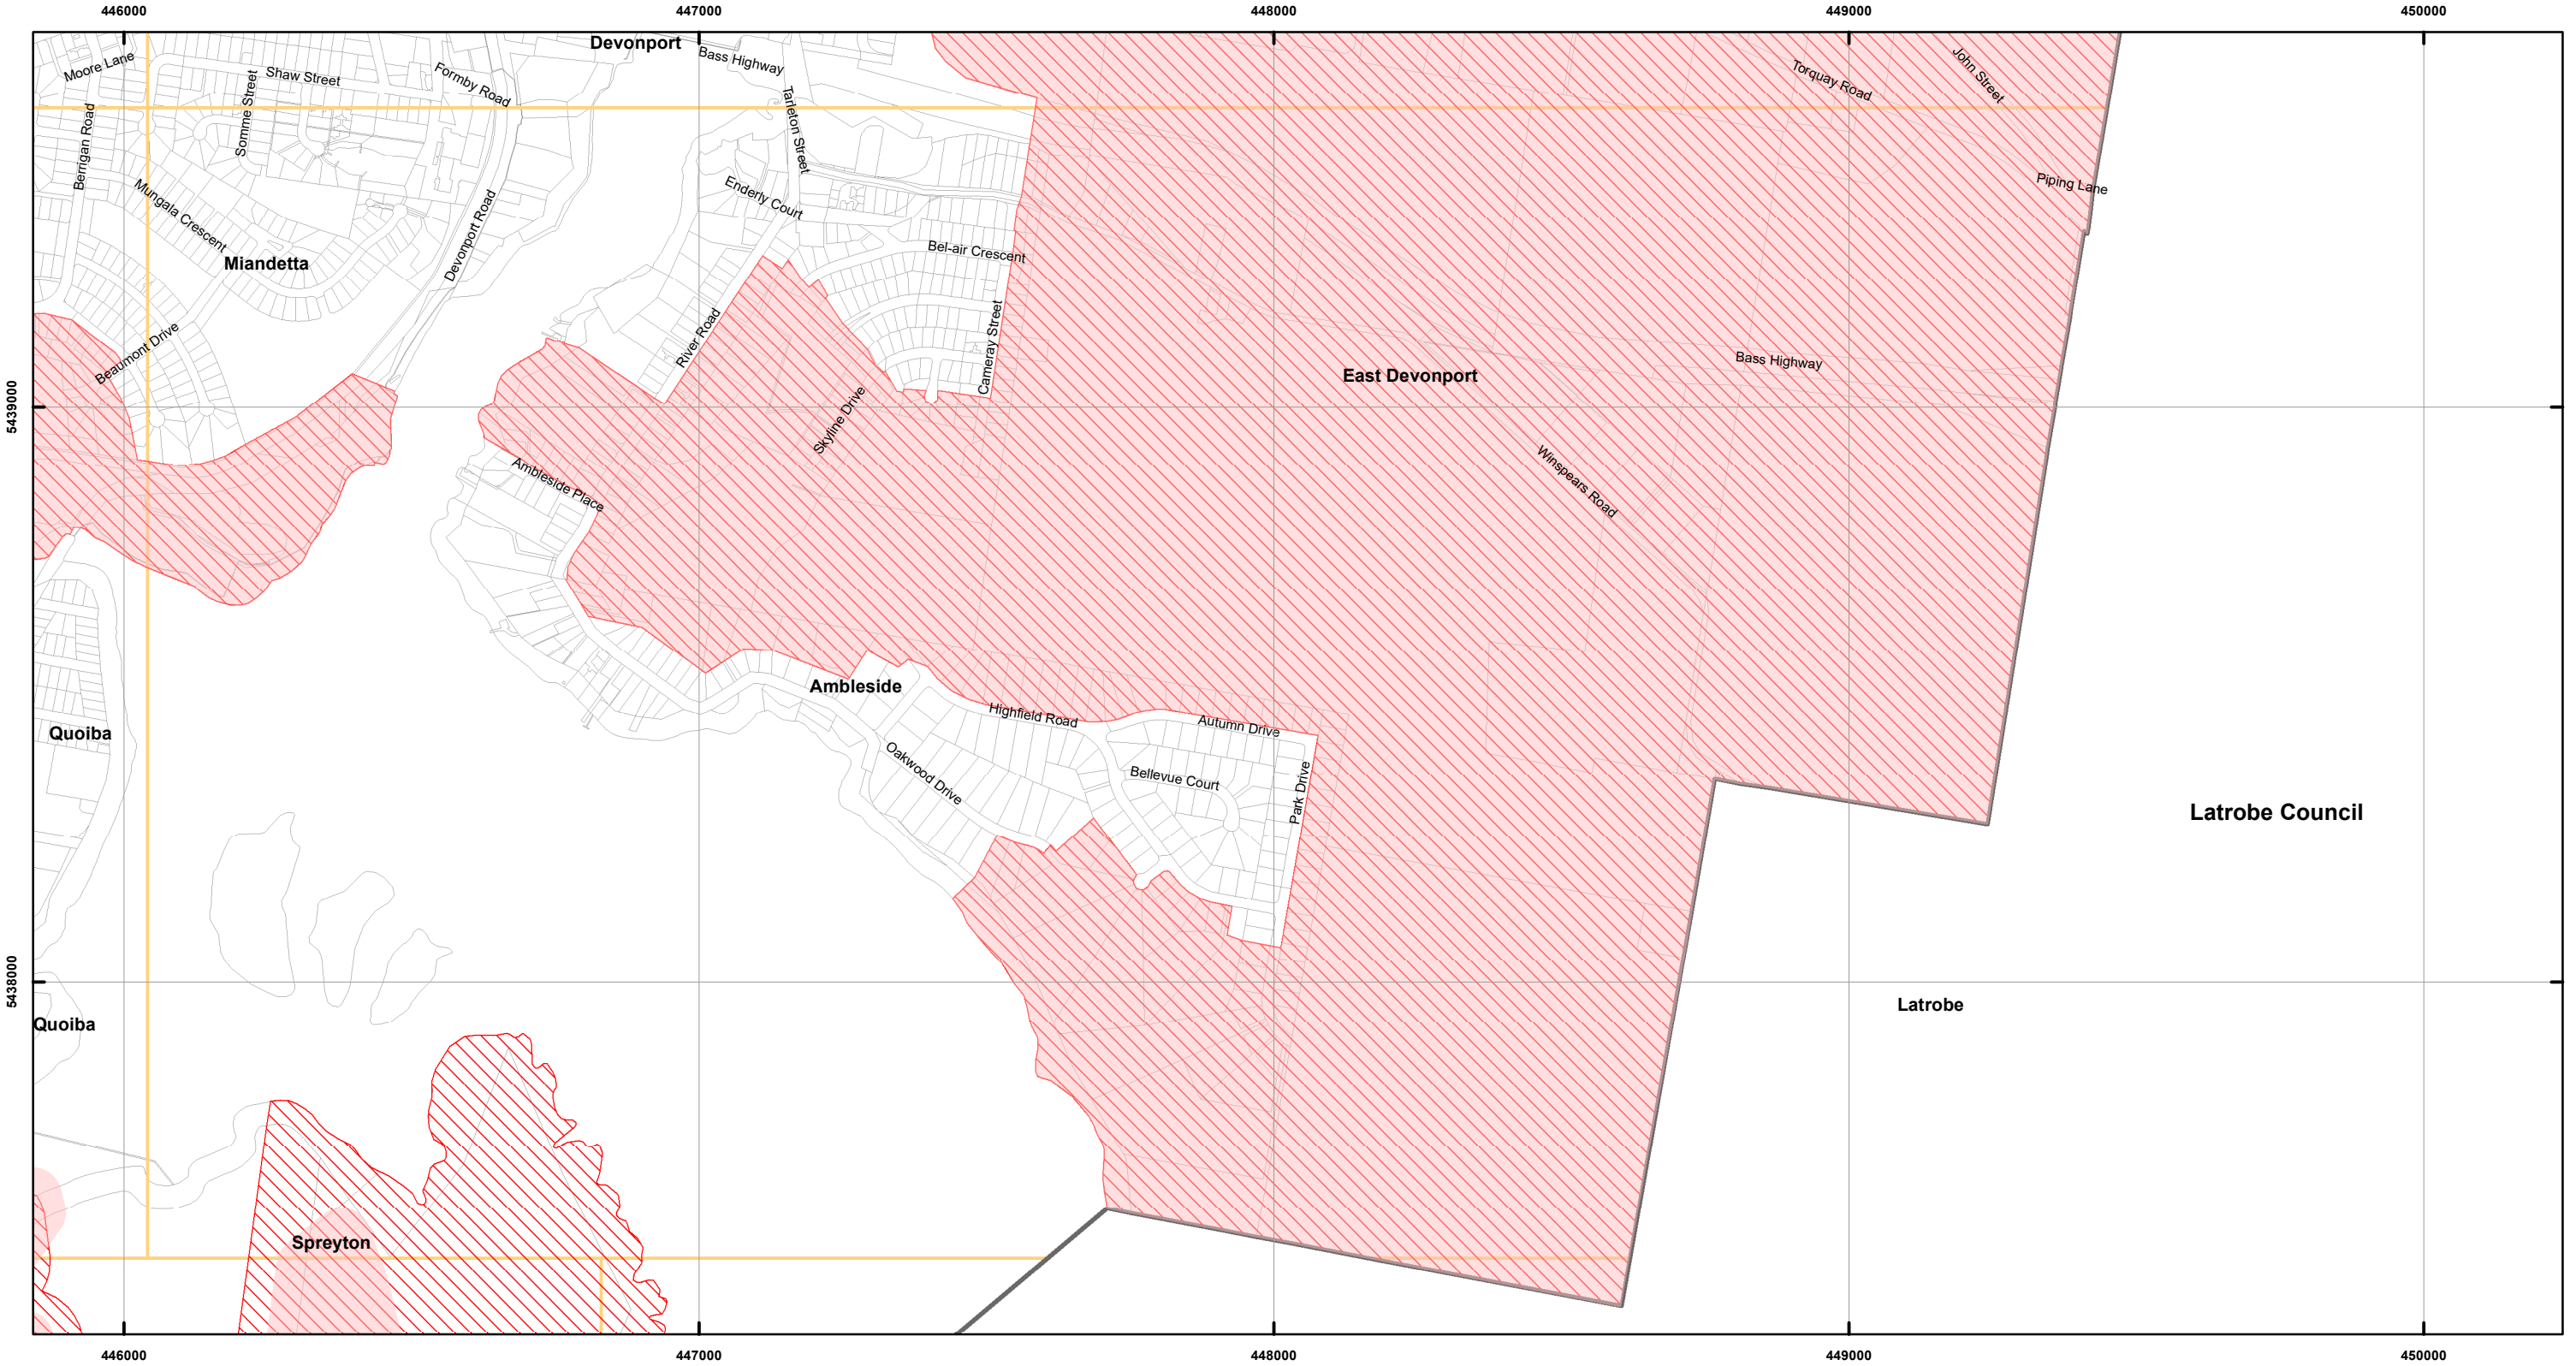 446000
447000
448000
449000
450000
Devonport
Bass Highway
Moore Lane
Shaw Street
Formby Road
Torquay Road
John Street
Somme Street
Tarleton Street
Berrigan Road
Piping Lane
Enderly Court
Mungala Crescent
Devonport Road
Miandetta
Bel-air Crescent
River Road
Cameray Street
Beaumont Drive
Bass Highway
East Devonport
5439000
Skyline Drive
Ambleside Place
Winspears Road
Ambleside
Highfield Road
Autumn Drive
Quoiba
Oakwood Drive
Bellevue Court
Park Drive
Latrobe Council
5438000
Latrobe
Quoiba
Spreyton
446000
447000
448000
449000
450000